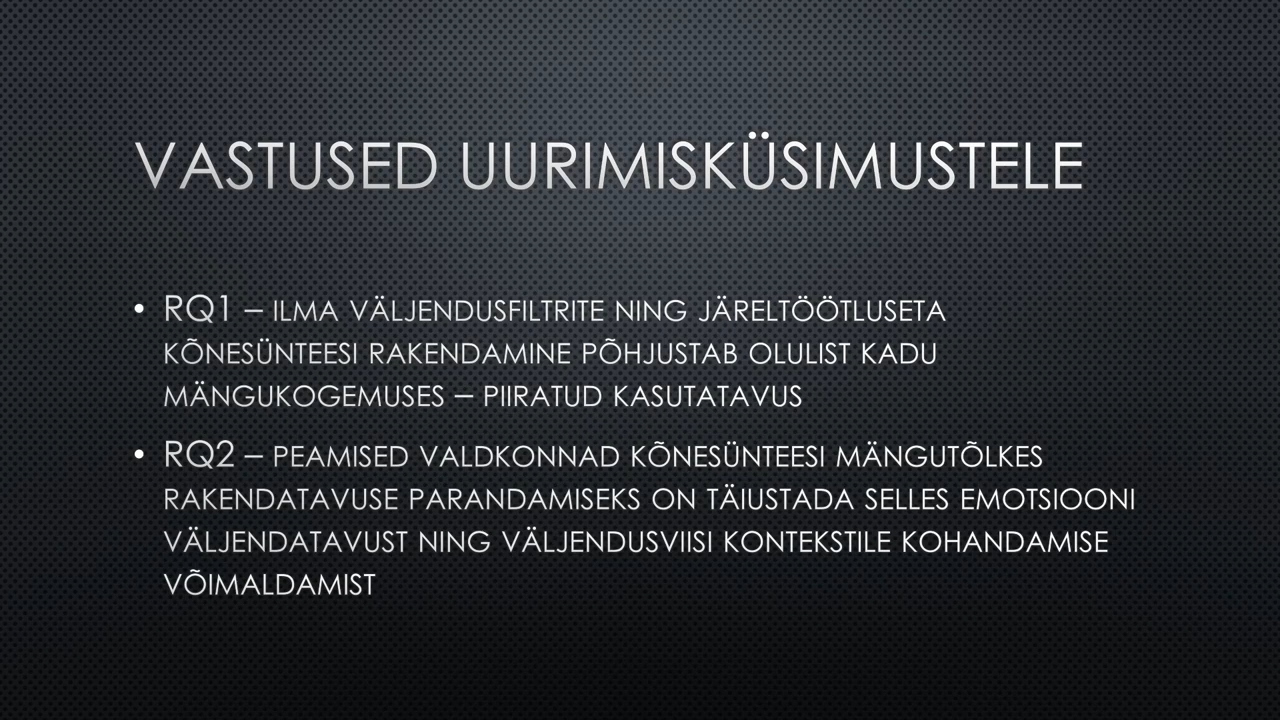 VASTUSED UURIMISKÜSIMUSTELE
• RQ1 – ILMA VÄLJENDUSFILTRITE NING JÄRELTÖÖTLUSETA
KÕNESÜNTEESI RAKENDAMINE PÕHJUSTAB OLULIST KADU
MÄNGUKOGEMUSES – PIIRATUD KASUTATAVUS
• RQ2 – PEAMISED VALDKONNAD KÕNESÜNTEESI MÄNGUTÕLKES
RAKENDATAVUSE PARANDAMISEKS ON TÄIUSTADA SELLES EMOTSIOONI
VÄLJENDATAVUST NING VÄLJENDUSVIISI KONTEKSTILE KOHANDAMISE
VÕIMALDAMIST